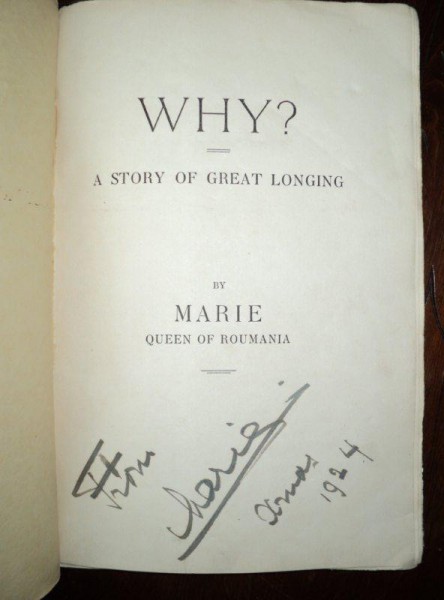 WHY?
A STORY OF GREAT LONGING
BY
MARIE
QUEEN OF ROUMANIA
From
Marie
Xmas
1924